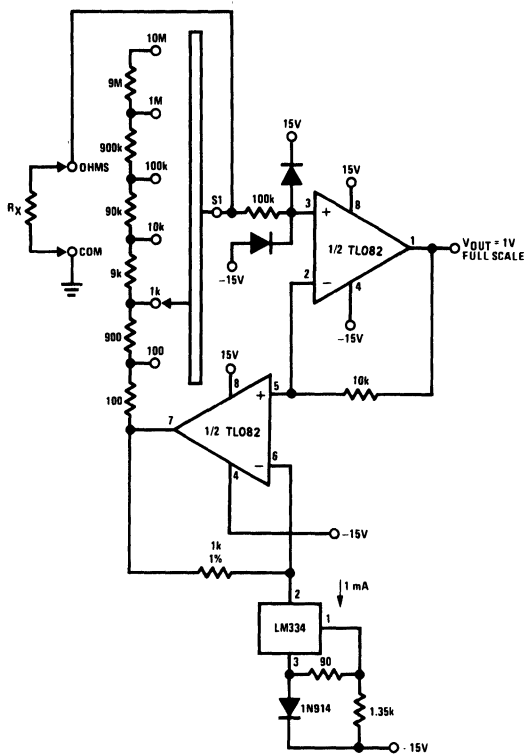 10M
9M
1M
900k
100k
90k
10k
9k
1k
900
100
100
OHMS
RX
COM
S1
100k
15V
-15V
15V
3
+
8
1/2 TL082
1
2
-
4
-15V
VOUT = 1V
FULL SCALE
10k
15V
8
5
+
7
1/2 TL082
6
-
4
-15V
1k
1%
2
1 mA
LM334
1
3
90
1N914
1.35k
-15V